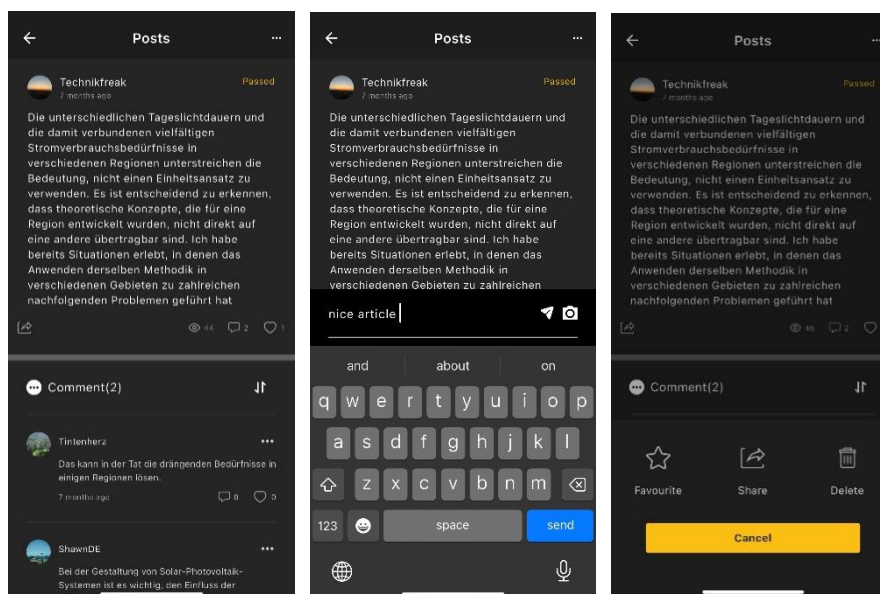 Posts
Technikfreak
Passed
7 months ago
Die unterschiedlichen Tageslichtdauern und
die damit verbundenen vielfältigen
Stromverbrauchsbedürfnisse in
verschiedenen Regionen unterstreichen die
Bedeutung, nicht einen Einheitsansatz zu
verwenden. Es ist entscheidend zu erkennen,
dass theoretische Konzepte, die für eine
Region entwickelt wurden, nicht direkt auf
eine andere übertragbar sind. Ich habe
bereits Situationen erlebt, in denen das
Anwenden derselben Methodik in
verschiedenen Gebieten zu zahlreichen
nachfolgenden Problemen geführt hat
44 2 1
Comment(2)
Tintenherz
Das kann in der Tat die drängenden Bedürfnisse in
einigen Regionen lösen.
7 months ago
0 0
ShawnDE
Bei der Gestaltung von Solar-Photovoltaik-
Systemen ist es wichtig, den Einfluss der
Posts
Technikfreak
Passed
7 months ago
Die unterschiedlichen Tageslichtdauern und
die damit verbundenen vielfältigen
Stromverbrauchsbedürfnisse in
verschiedenen Regionen unterstreichen die
Bedeutung, nicht einen Einheitsansatz zu
verwenden. Es ist entscheidend zu erkennen,
dass theoretische Konzepte, die für eine
Region entwickelt wurden, nicht direkt auf
eine andere übertragbar sind. Ich habe
bereits Situationen erlebt, in denen das
Anwenden derselben Methodik in
verschiedenen Gebieten zu zahlreichen
nice article
and about on
q w e r t y u i o p
a s d f g h j k l
z x c v b n m
123 space send
Posts
Technikfreak
Passed
7 months ago
Die unterschiedlichen Tageslichtdauern und
die damit verbundenen vielfältigen
Stromverbrauchsbedürfnisse in
verschiedenen Regionen unterstreichen die
Bedeutung, nicht einen Einheitsansatz zu
verwenden. Es ist entscheidend zu erkennen,
dass theoretische Konzepte, die für eine
Region entwickelt wurden, nicht direkt auf
eine andere übertragbar sind. Ich habe
bereits Situationen erlebt, in denen das
Anwenden derselben Methodik in
verschiedenen Gebieten zu zahlreichen
nachfolgenden Problemen geführt hat
46 2
Comment(2)
Favourite Share Delete
Cancel